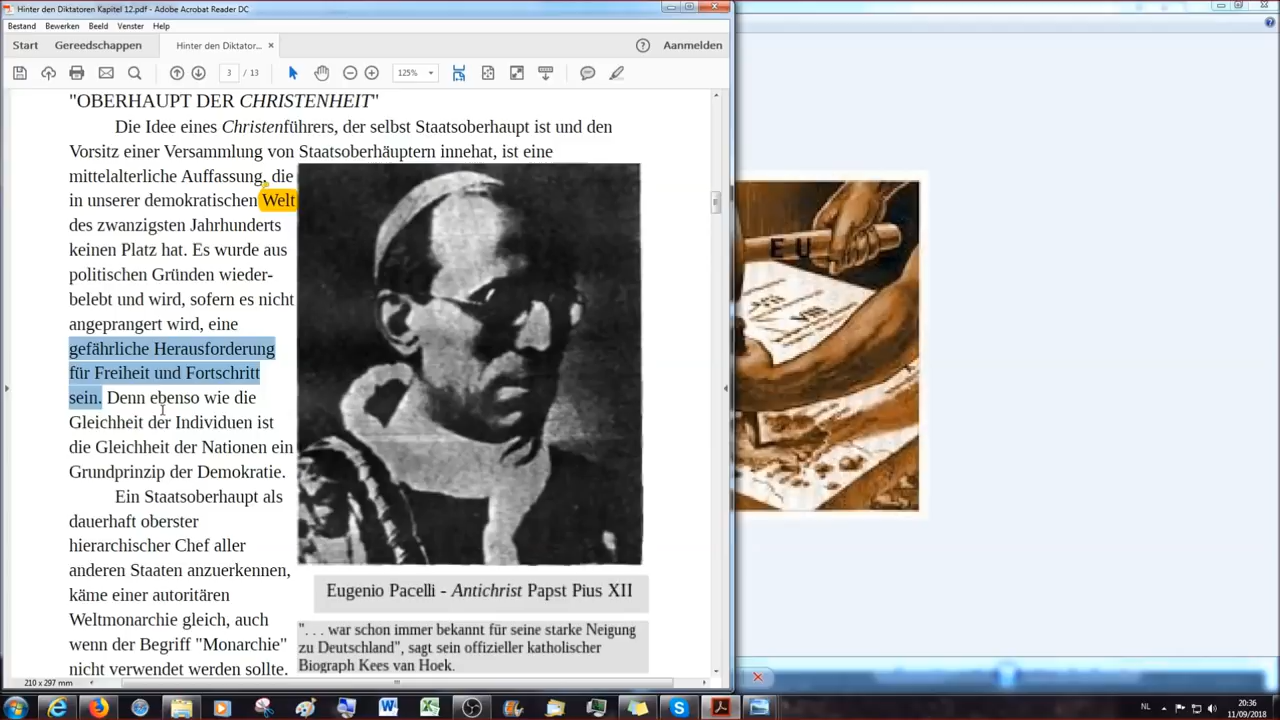 Hinter den Diktatoren Kapitel 12.pdf - Adobe Acrobat Reader DC
Bestand Bewerken Beeld Venster Help
Start Gereedschappen Hinter den Diktator... × Aanmelden
3 / 13 125%
"OBERHAUPT DER CHRISTENHEIT"
Die Idee eines Christenführers, der selbst Staatsoberhaupt ist und den
Vorsitz einer Versammlung von Staatsoberhäuptern innehat, ist eine
mittelalterliche Auffassung, die
in unserer demokratischen Welt
des zwanzigsten Jahrhunderts
keinen Platz hat. Es wurde aus
politischen Gründen wieder-
belebt und wird, sofern es nicht
angeprangert wird, eine
gefährliche Herausforderung
für Freiheit und Fortschritt
sein. Denn ebenso wie die
Gleichheit der Individuen ist
die Gleichheit der Nationen ein
Grundprinzip der Demokratie.
Ein Staatsoberhaupt als
dauerhaft oberster
hierarchischer Chef aller
anderen Staaten anzuerkennen,
käme einer autoritären
Weltmonarchie gleich, auch
wenn der Begriff "Monarchie"
nicht verwendet werden sollte.
Eugenio Pacelli - Antichrist Papst Pius XII
". . . war schon immer bekannt für seine starke Neigung
zu Deutschland", sagt sein offizieller katholischer
Biograph Kees van Hoek.
E U
210 x 297 mm
NL
20:36
11/09/2018